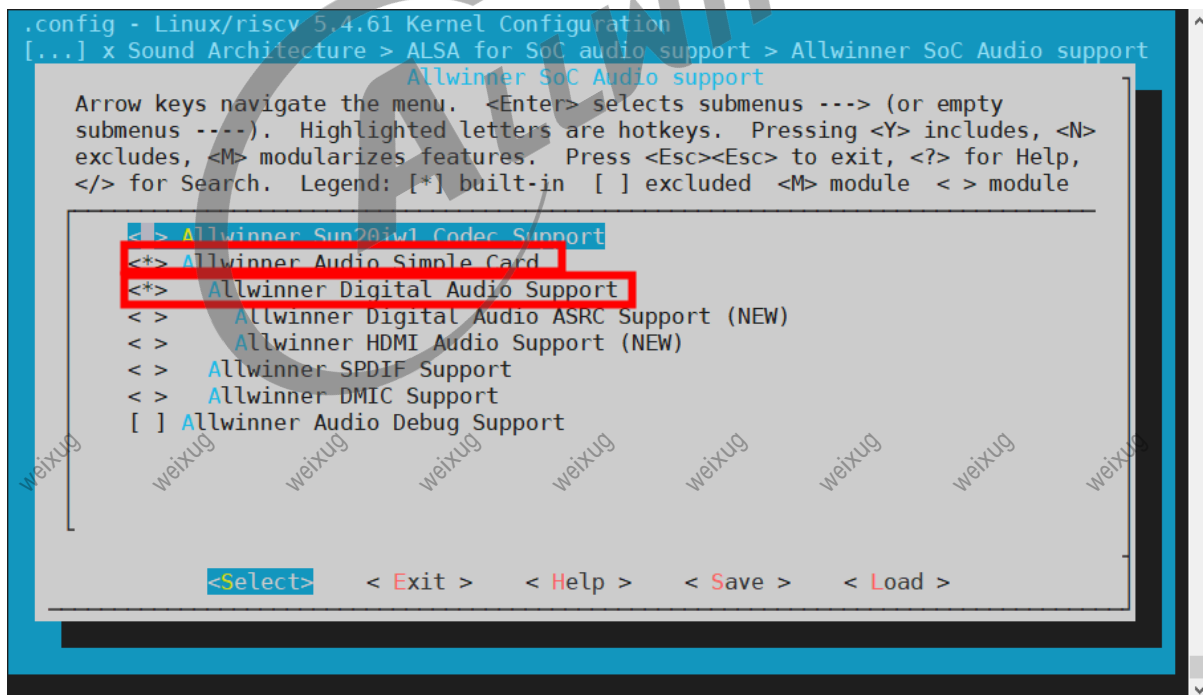 .config - Linux/riscv 5.4.61 Kernel Configuration
[...] x Sound Architecture > ALSA for SoC audio support > Allwinner SoC Audio support
Allwinner SoC Audio support
Arrow keys navigate the menu.  <Enter> selects submenus ---> (or empty
submenus ----).  Highlighted letters are hotkeys.  Pressing <Y> includes, <N>
excludes, <M> modularizes features.  Press <Esc><Esc> to exit, <?> for Help,
</> for Search.  Legend: [*] built-in  [ ] excluded  <M> module  < > module
< > Allwinner Sun20iw1 Codec Support
<*> Allwinner Audio Simple Card
<*>   Allwinner Digital Audio Support
< >     Allwinner Digital Audio ASRC Support (NEW)
< >     Allwinner HDMI Audio Support (NEW)
< >   Allwinner SPDIF Support
< >   Allwinner DMIC Support
[ ] Allwinner Audio Debug Support
weixug weixug weixug weixug weixug weixug weixug weixug weixug
<Select>    < Exit >    < Help >    < Save >    < Load >